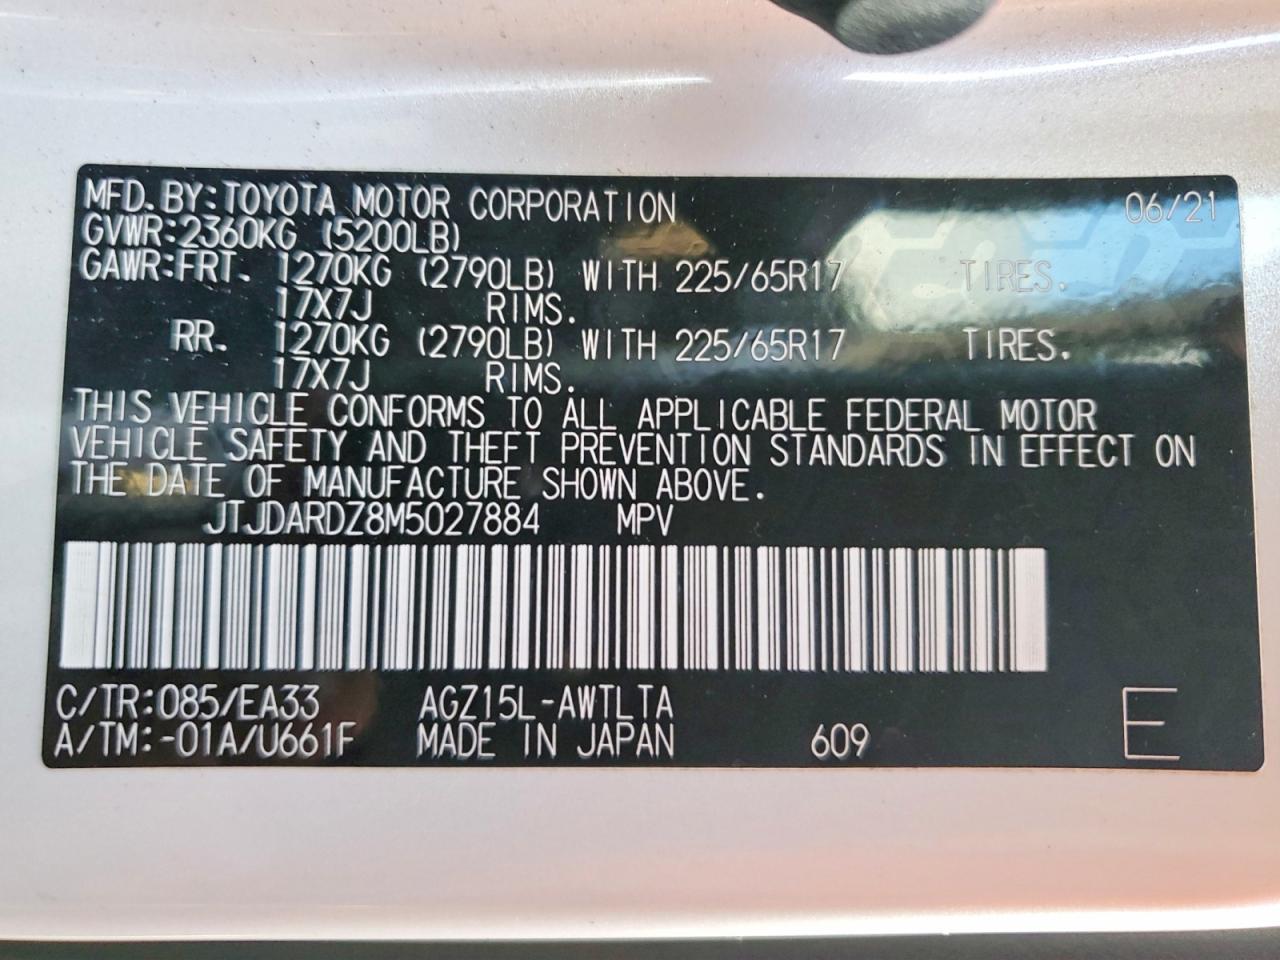 MFD. BY: TOYOTA MOTOR CORPORATION 06/21
GVWR: 2360KG (5200LB)
GAWR: FRT. 1270KG (2790LB) WITH 225/65R17 TIRES.
17X7J RIMS.
RR. 1270KG (2790LB) WITH 225/65R17 TIRES.
17X7J RIMS.
THIS VEHICLE CONFORMS TO ALL APPLICABLE FEDERAL MOTOR
VEHICLE SAFETY AND THEFT PREVENTION STANDARDS IN EFFECT ON
THE DATE OF MANUFACTURE SHOWN ABOVE.
JTJDARDZ8M5027884 MPV
C/TR: 085/EA33 AGZ15L-AWTLTA
A/TM: -01A/U661F MADE IN JAPAN 609 E